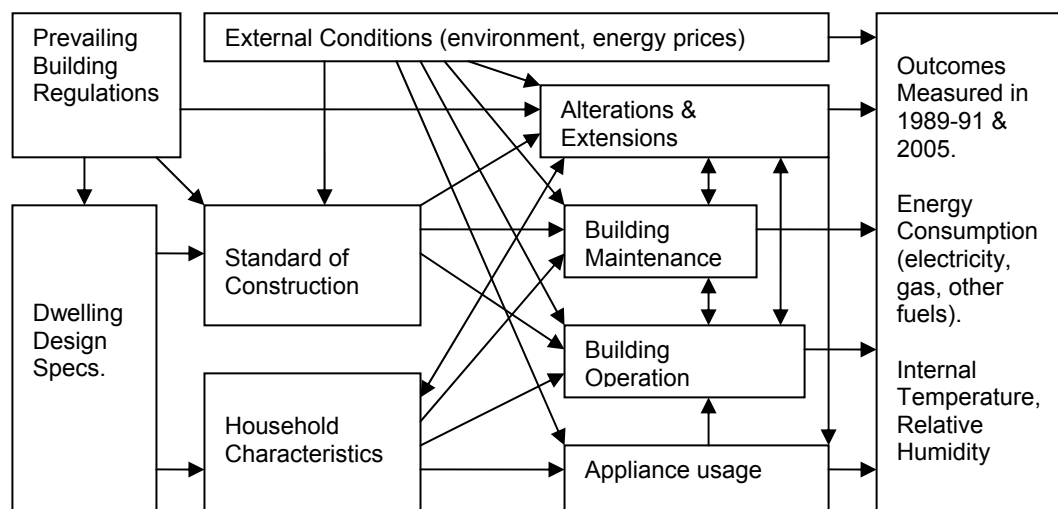 Prevailing
Building
Regulations
External Conditions (environment, energy prices)
Alterations &
Extensions
Outcomes
Measured in
1989-91 &
2005.
Energy
Consumption
(electricity,
gas, other
fuels).
Internal
Temperature,
Relative
Humidity
Dwelling
Design
Specs.
Standard of
Construction
Building
Maintenance
Building
Operation
Household
Characteristics
Appliance usage